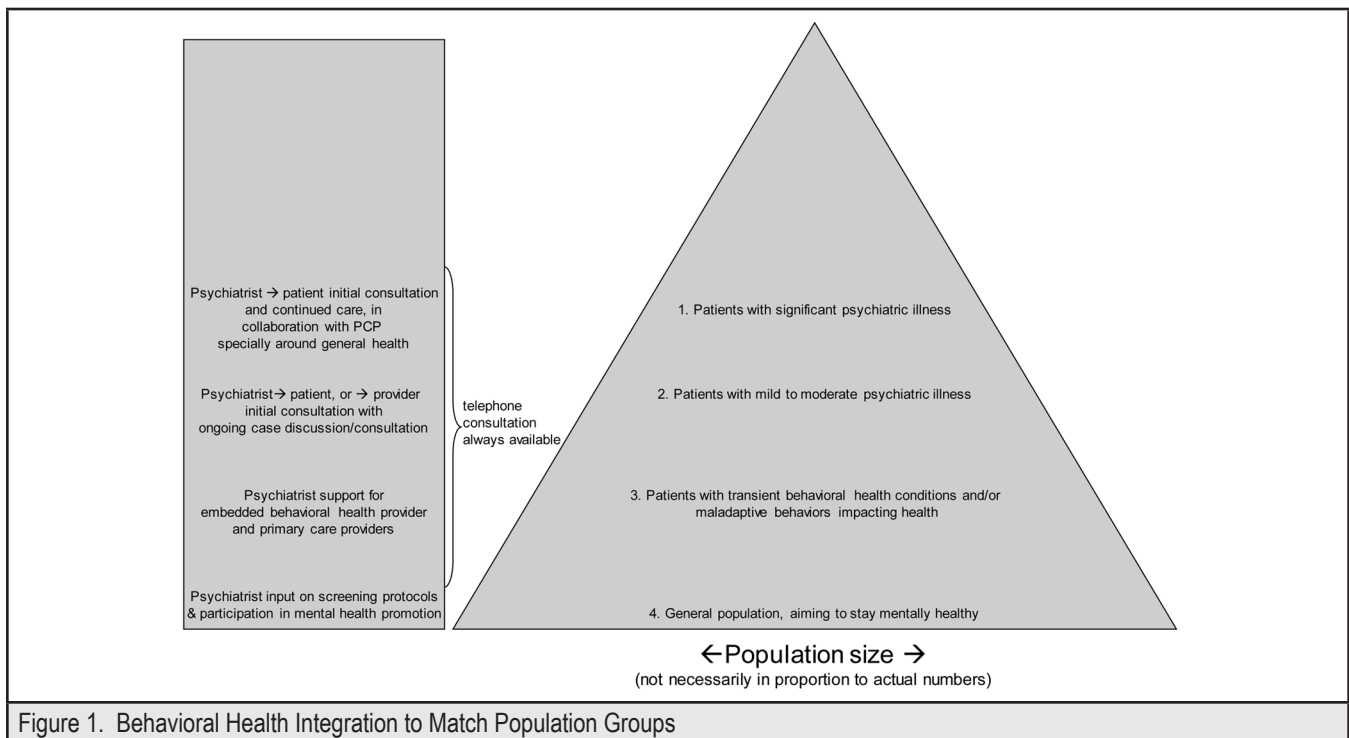 Psychiatrist → patient initial consultation
and continued care, in
collaboration with PCP
specially around general health
Psychiatrist→ patient, or → provider
initial consultation with
ongoing case discussion/consultation
Psychiatrist support for
embedded behavioral health provider
and primary care providers
Psychiatrist input on screening protocols
& participation in mental health promotion
telephone
consultation
always available
1. Patients with significant psychiatric illness
2. Patients with mild to moderate psychiatric illness
3. Patients with transient behavioral health conditions and/or
maladaptive behaviors impacting health
4. General population, aiming to stay mentally healthy
←Population size →
(not necessarily in proportion to actual numbers)
Figure 1. Behavioral Health Integration to Match Population Groups